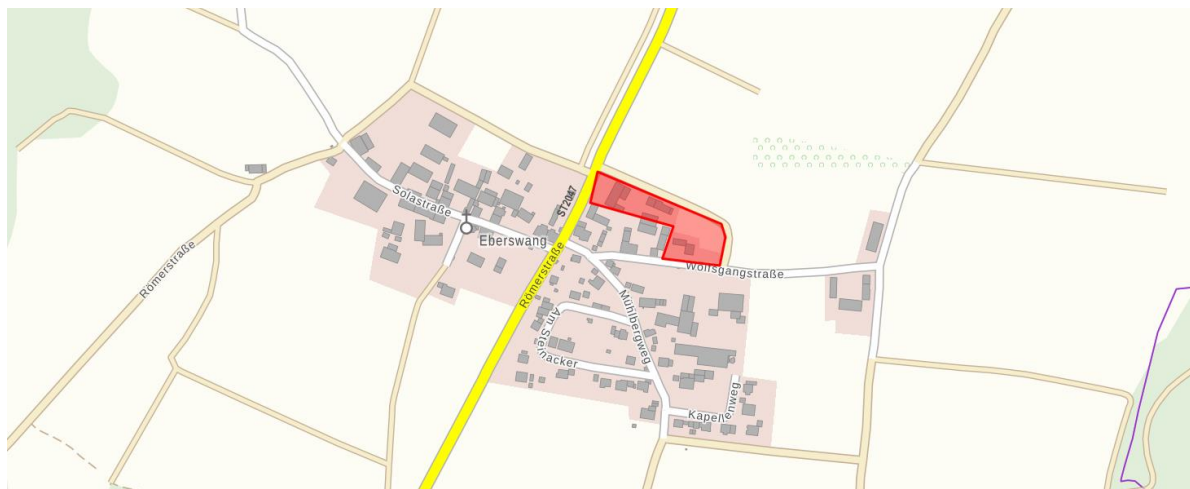 ST2047
Solastraße
Eberswang
Römerstraße
Römerstraße
Wolfsgangstraße
Mühlbergweg
Am Steinacker
Kapellenweg